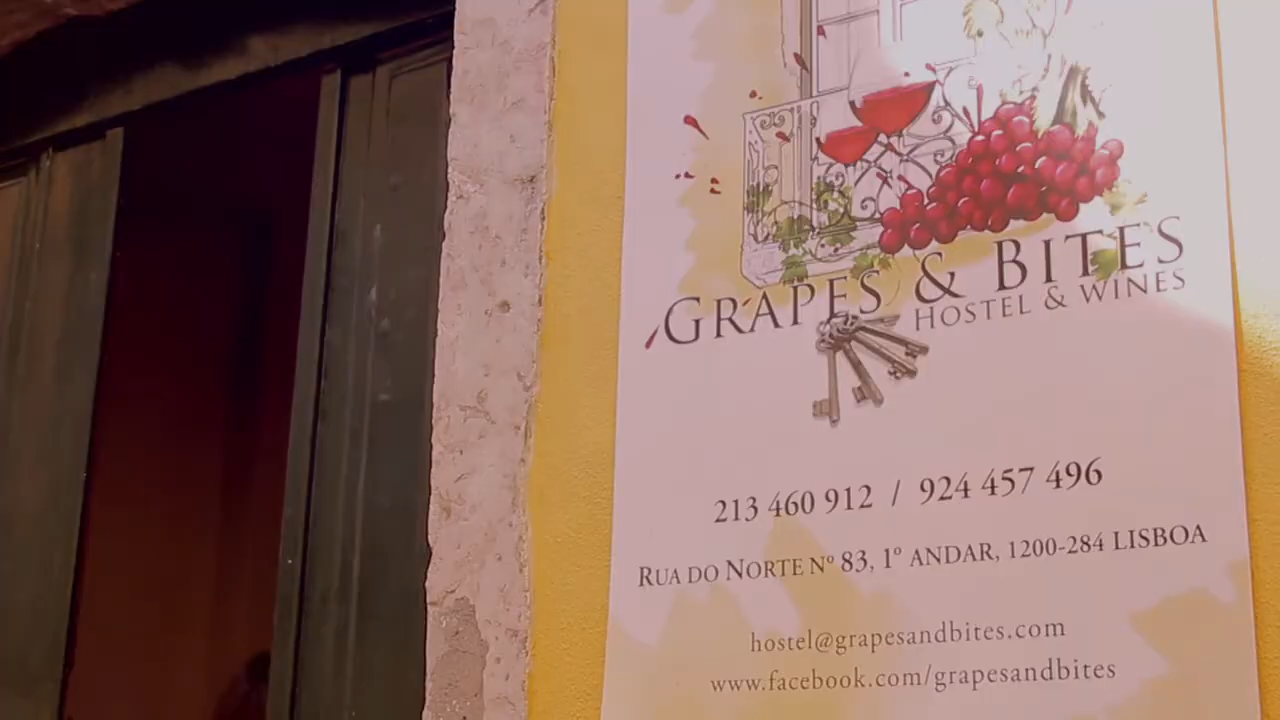 GRAPES & BITES
HOSTEL & WINES
213 460 912 / 924 457 496
RUA DO NORTE Nº 83, 1º ANDAR, 1200-284 LISBOA
hostel@grapesandbites.com
www.facebook.com/grapesandbites